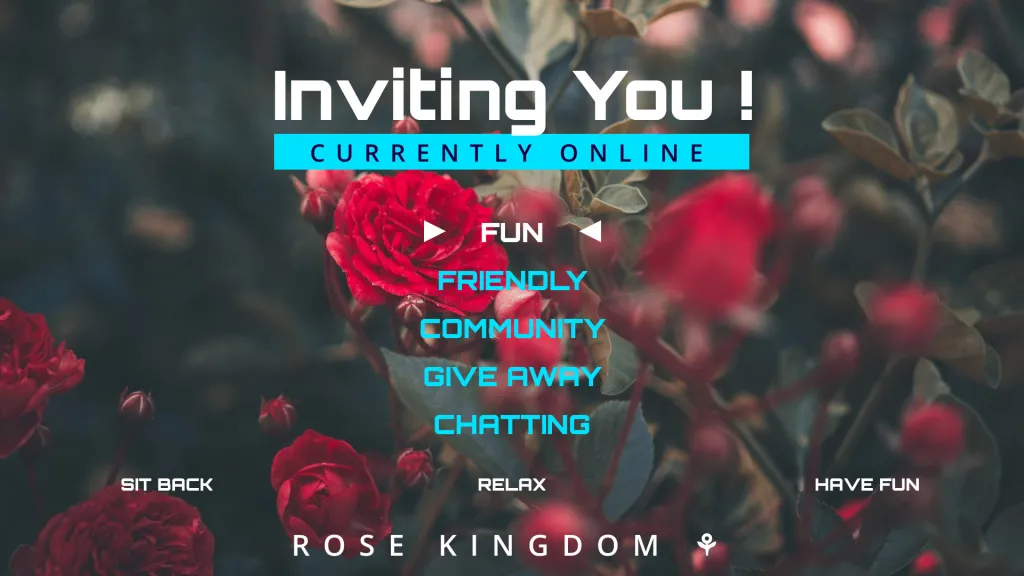 Inviting You !
CURRENTLY ONLINE
FUN
FRIENDLY
COMMUNITY
GIVE AWAY
CHATTING
SIT BACK RELAX HAVE FUN
ROSE KINGDOM